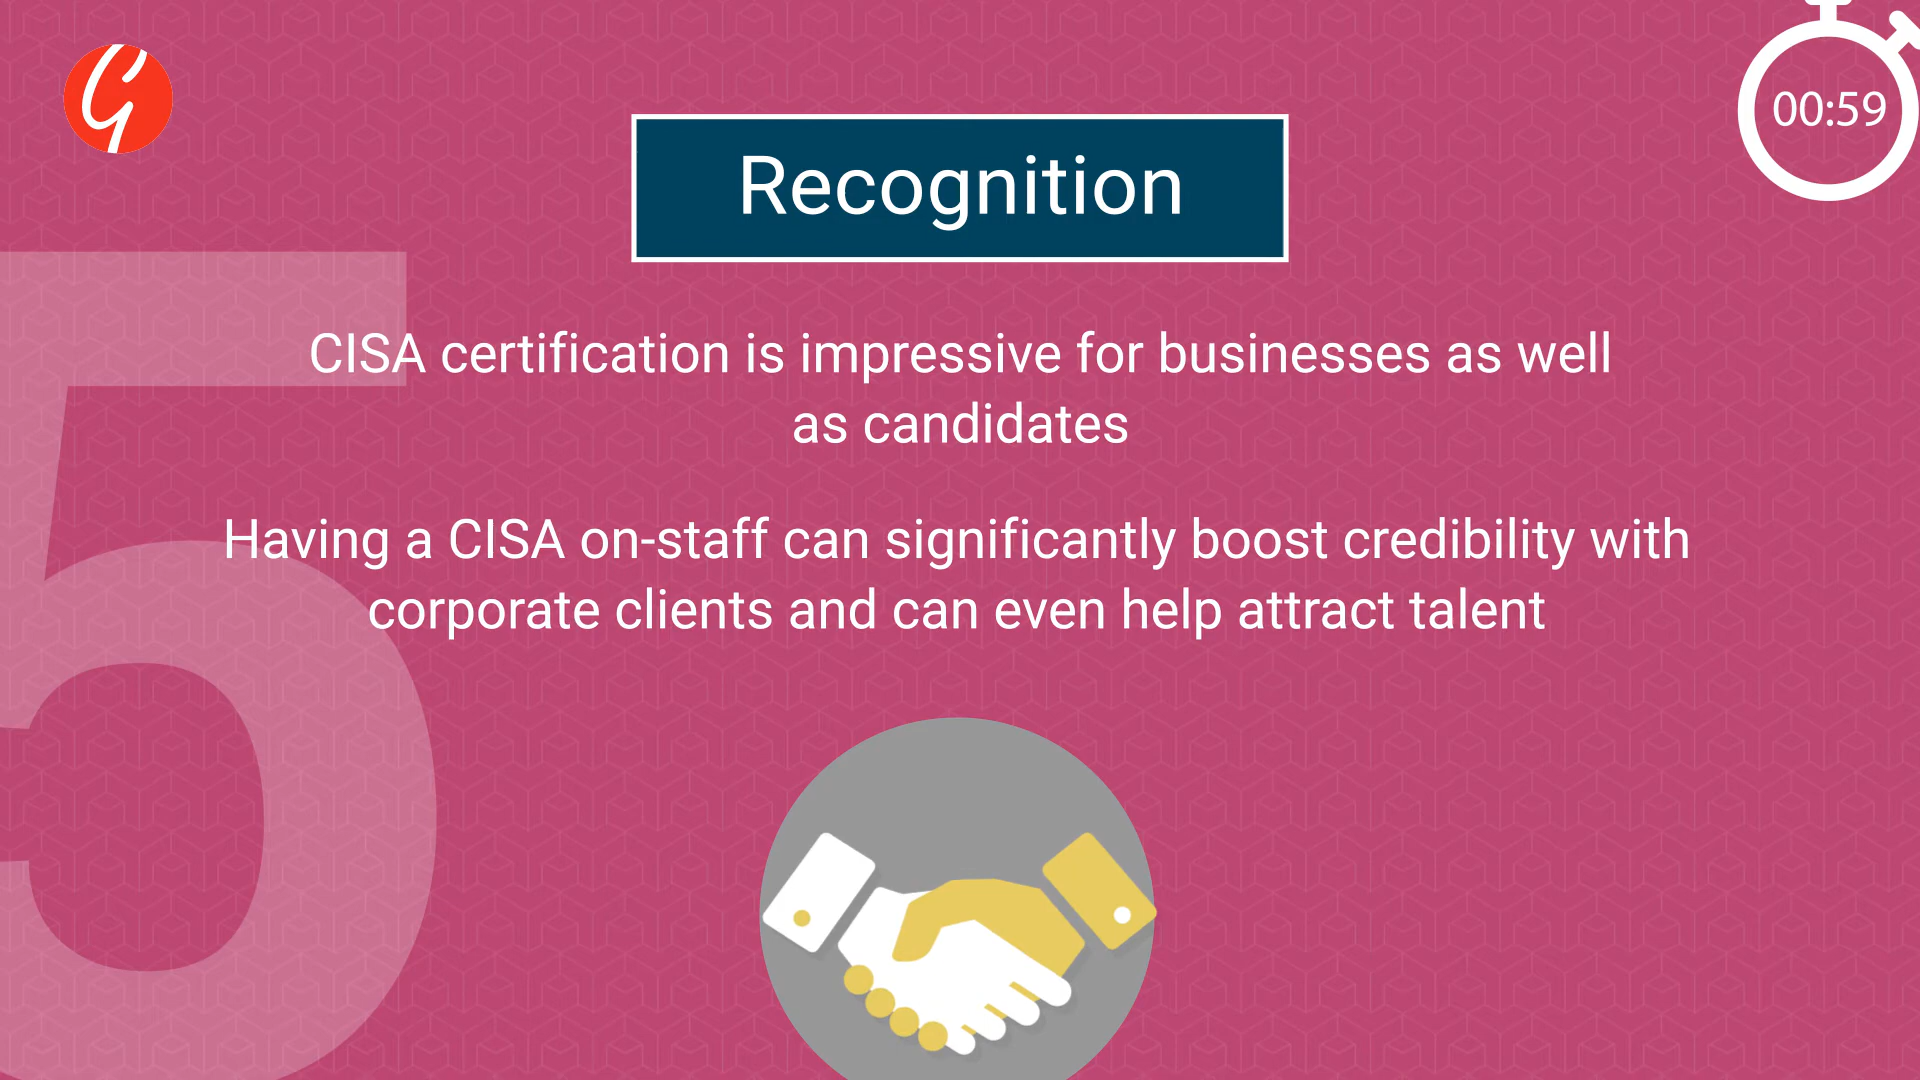 G
00:59
Recognition
5
CISA certification is impressive for businesses as well
as candidates
Having a CISA on-staff can significantly boost credibility with
corporate clients and can even help attract talent